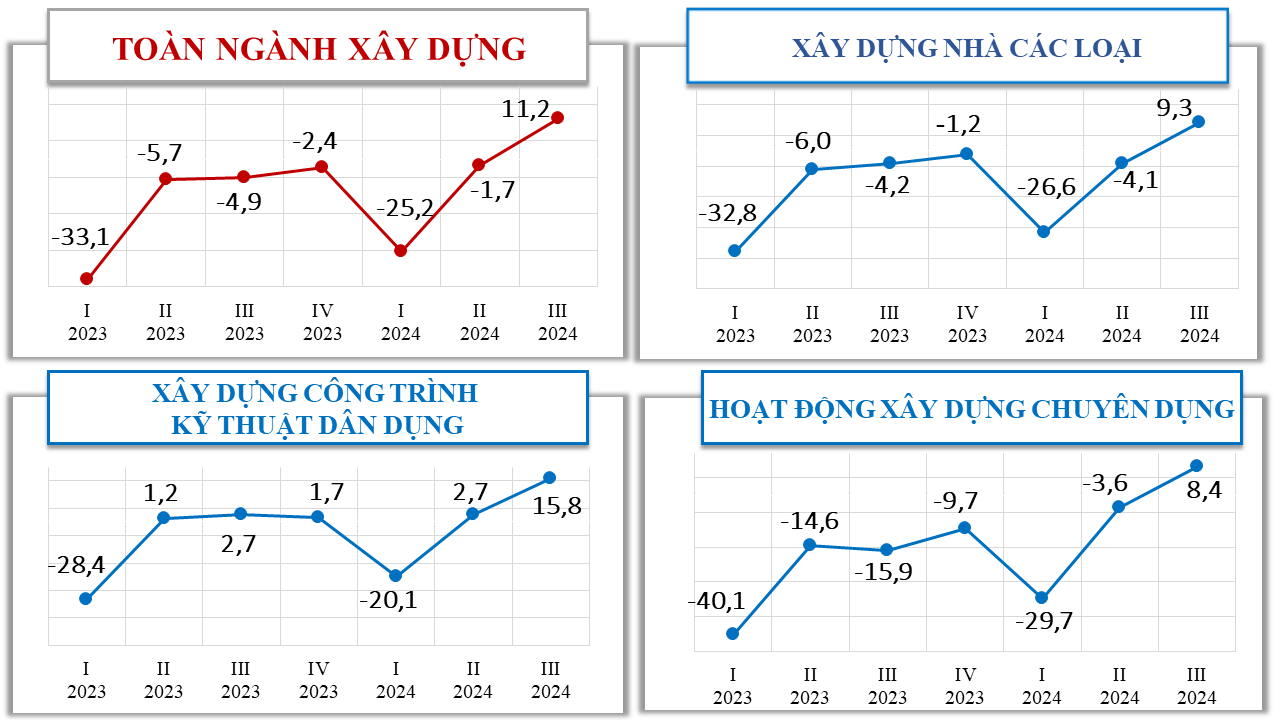 TOÀN NGÀNH XÂY DỰNG
11,2
-5,7
-2,4
-4,9
-1,7
-25,2
-33,1
I II III IV I II III
2023 2023 2023 2023 2024 2024 2024
XÂY DỰNG NHÀ CÁC LOẠI
9,3
-6,0
-1,2
-4,2
-26,6
-4,1
-32,8
I II III IV I II III
2023 2023 2023 2023 2024 2024 2024
XÂY DỰNG CÔNG TRÌNH
KỸ THUẬT DÂN DỤNG
1,2
1,7
2,7
15,8
2,7
-28,4
-20,1
I II III IV I II III
2023 2023 2023 2023 2024 2024 2024
HOẠT ĐỘNG XÂY DỰNG CHUYÊN DỤNG
-3,6
8,4
-14,6
-9,7
-15,9
-40,1
-29,7
I II III IV I II III
2023 2023 2023 2023 2024 2024 2024